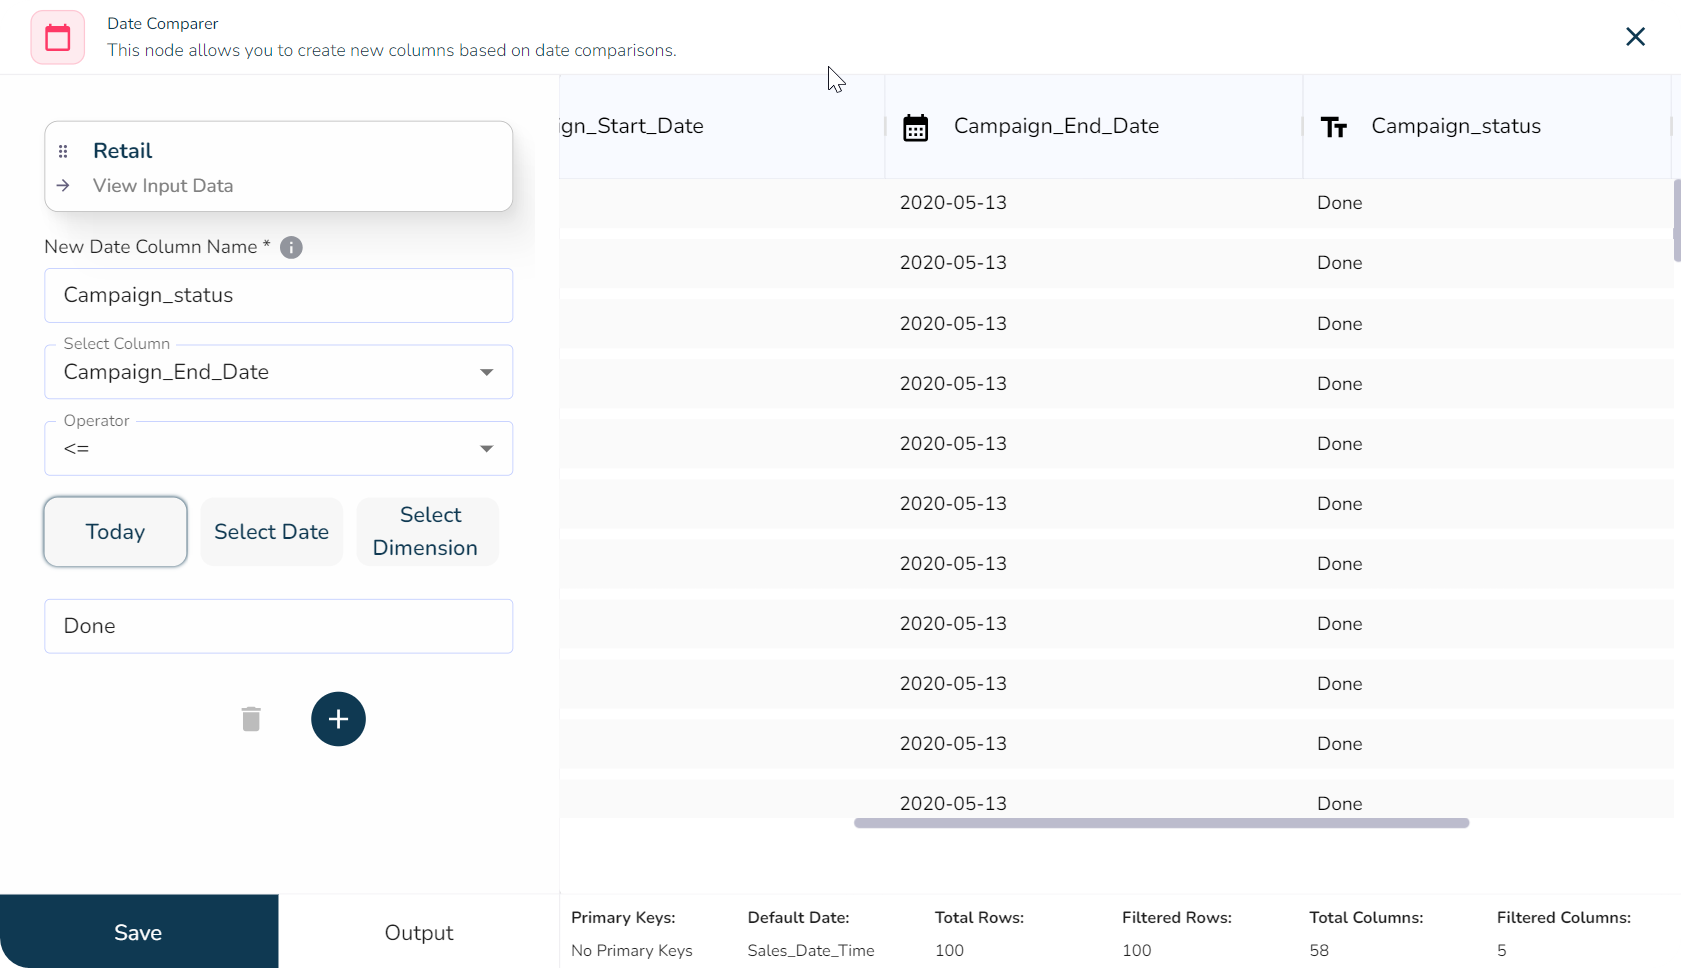 Date Comparer
This node allows you to create new columns based on date comparisons.
Retail
View Input Data
New Date Column Name *
Campaign_status
Select Column
Campaign_End_Date
Operator
<=
Today
Select Date
Select
Dimension
Done
Save
Output
ign_Start_Date
Campaign_End_Date
Campaign_status
2020-05-13 Done
2020-05-13 Done
2020-05-13 Done
2020-05-13 Done
2020-05-13 Done
2020-05-13 Done
2020-05-13 Done
2020-05-13 Done
2020-05-13 Done
2020-05-13 Done
2020-05-13 Done
Primary Keys: Default Date: Total Rows: Filtered Rows: Total Columns: Filtered Columns:
No Primary Keys Sales_Date_Time 100 100 58 5